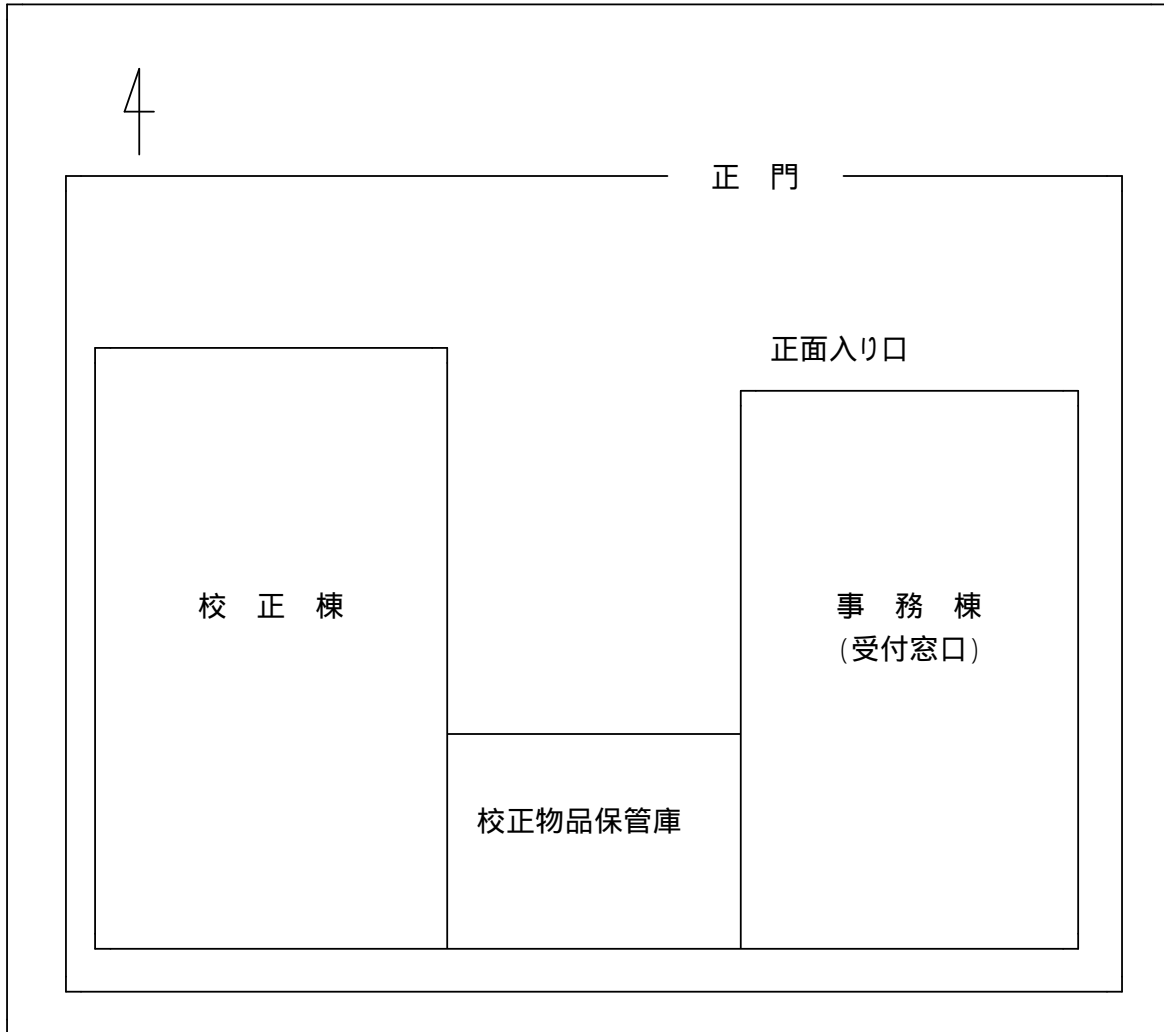 正 門
正面入り口
校 正 棟
事 務 棟
(受付窓口)
校正物品保管庫